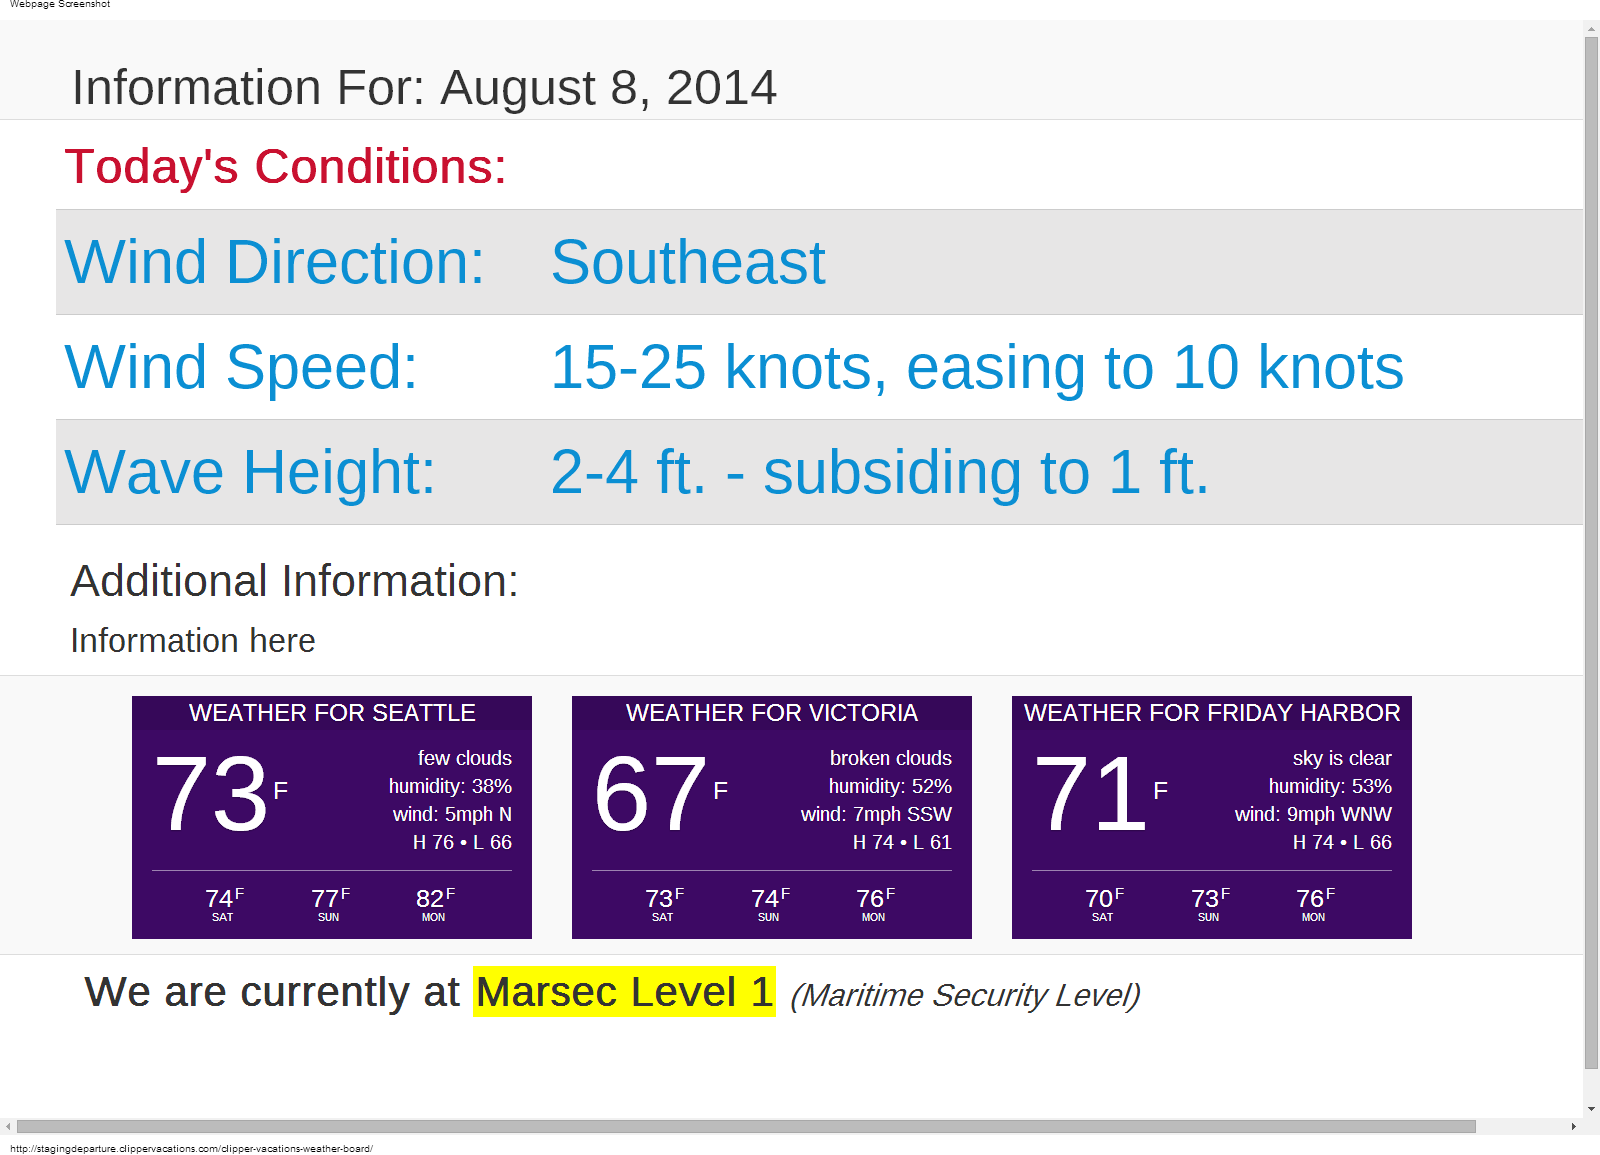 Webpage Screenshot
Information For: August 8, 2014
Today's Conditions:
Wind Direction: Southeast
Wind Speed: 15-25 knots, easing to 10 knots
Wave Height: 2-4 ft. - subsiding to 1 ft.
Additional Information:
Information here
WEATHER FOR SEATTLE
73 F
few clouds
humidity: 38%
wind: 5mph N
H 76 • L 66
74 F 77 F 82 F
SAT SUN MON
WEATHER FOR VICTORIA
67 F
broken clouds
humidity: 52%
wind: 7mph SSW
H 74 • L 61
73 F 74 F 76 F
SAT SUN MON
WEATHER FOR FRIDAY HARBOR
71 F
sky is clear
humidity: 53%
wind: 9mph WNW
H 74 • L 66
70 F 73 F 76 F
SAT SUN MON
We are currently at Marsec Level 1 (Maritime Security Level)
http://stagingdeparture.clippervacations.com/clipper-vacations-weather-board/